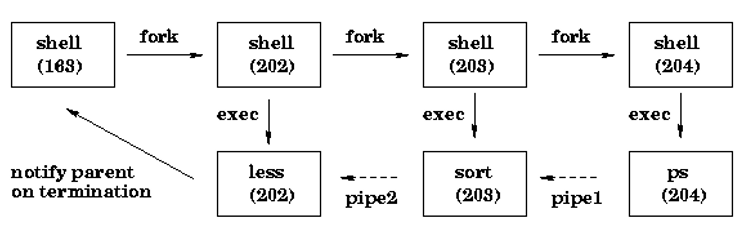 shell
(163)
fork
shell
(202)
fork
shell
(203)
fork
shell
(204)
exec
exec
exec
notify parent
on termination
less
(202)
pipe2
sort
(203)
pipe1
ps
(204)